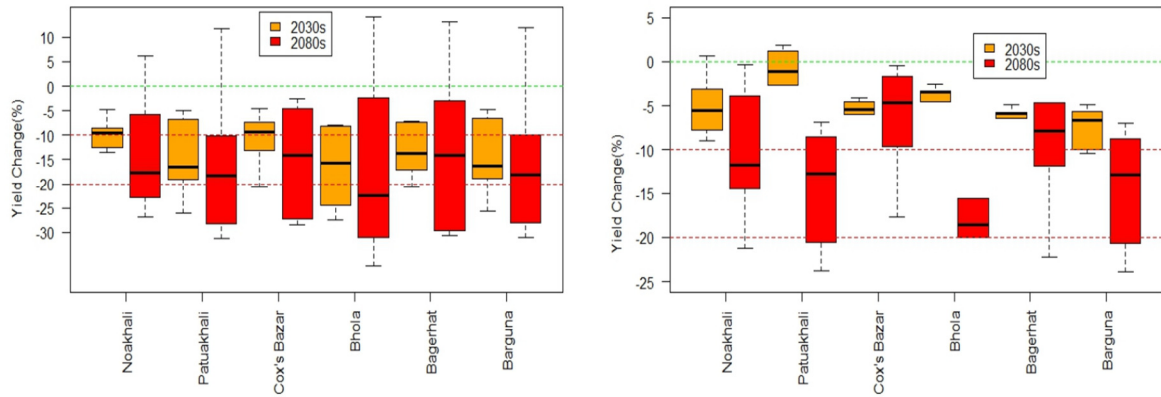 Yield Change(%)
10
5
0
-5
-10
-15
-20
-25
-30
2030s
2080s
Noakhali
Patuakhali
Cox's Bazar
Bhola
Bagerhat
Barguna
Yield Change(%)
5
0
-5
-10
-15
-20
-25
2030s
2080s
Noakhali
Patuakhali
Cox's Bazar
Bhola
Bagerhat
Barguna